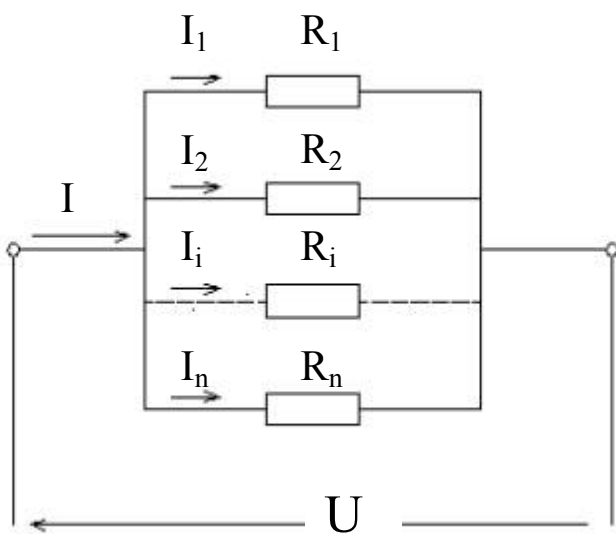 I₁ R₁
I₂ R₂
I
Iᵢ Rᵢ
Iₙ Rₙ
U